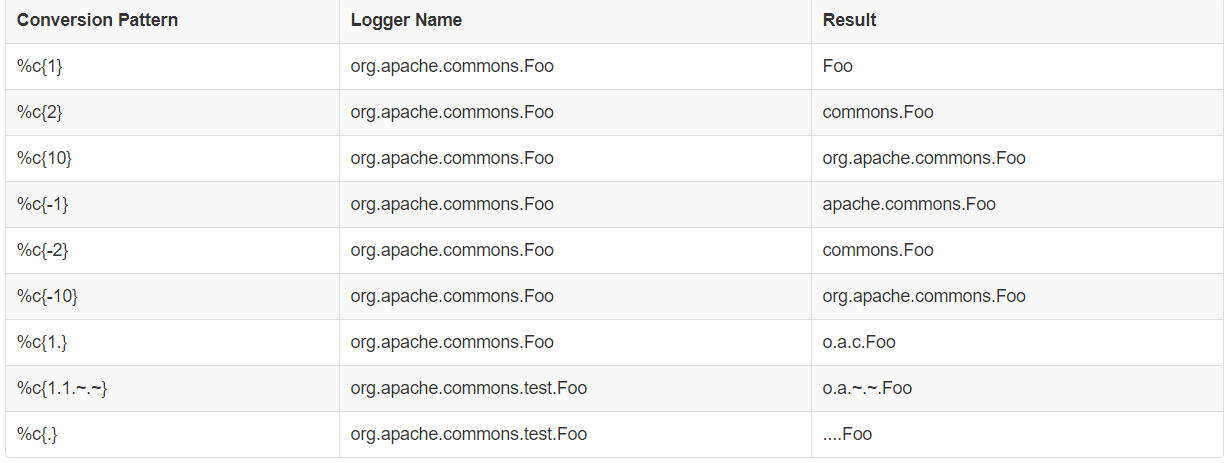 Conversion Pattern Logger Name Result
%c{1} org.apache.commons.Foo Foo
%c{2} org.apache.commons.Foo commons.Foo
%c{10} org.apache.commons.Foo org.apache.commons.Foo
%c{-1} org.apache.commons.Foo apache.commons.Foo
%c{-2} org.apache.commons.Foo commons.Foo
%c{-10} org.apache.commons.Foo org.apache.commons.Foo
%c{1.} org.apache.commons.Foo o.a.c.Foo
%c{1.1.~.~} org.apache.commons.test.Foo o.a.~.~.Foo
%c{.} org.apache.commons.test.Foo ....Foo